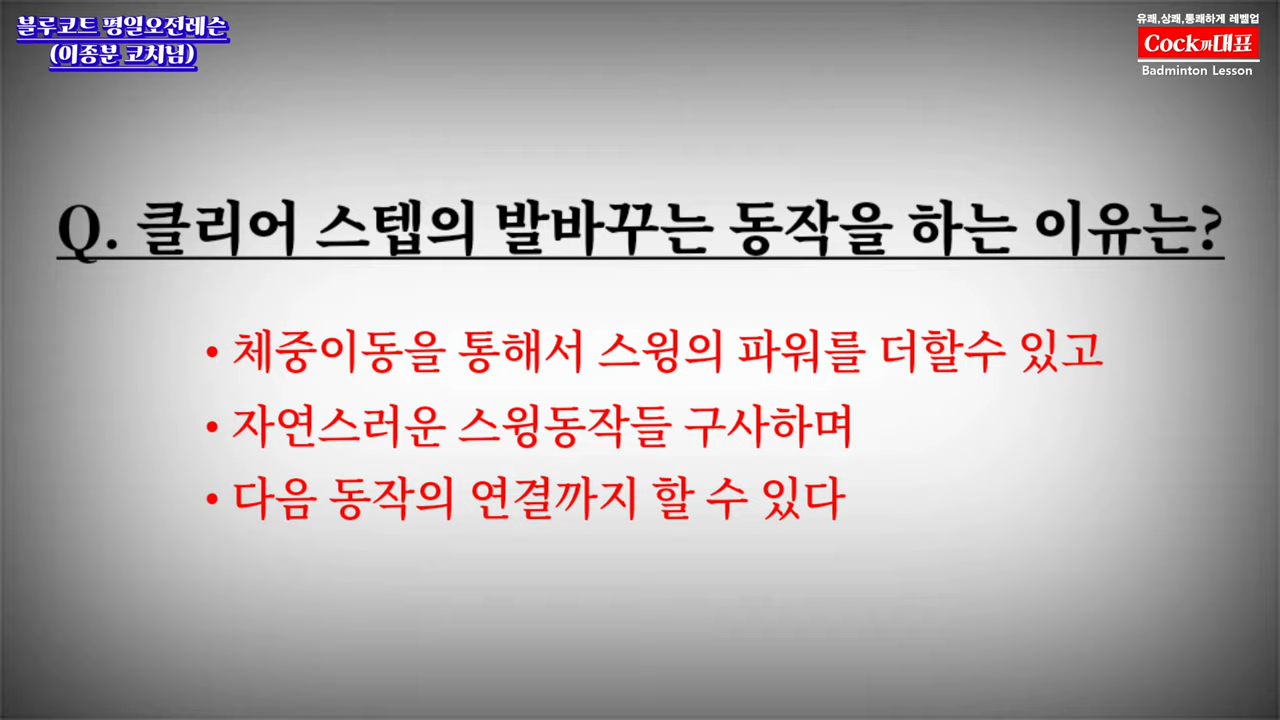 블루코트 평일오전레슨
(이종분 코치님)
유쾌,상쾌,통쾌하게 레벨업
Cock까대표
Badminton Lesson
Q. 클리어 스텝의 발바꾸는 동작을 하는 이유는?
• 체중이동을 통해서 스윙의 파워를 더할수 있고
• 자연스러운 스윙동작들 구사하며
• 다음 동작의 연결까지 할 수 있다